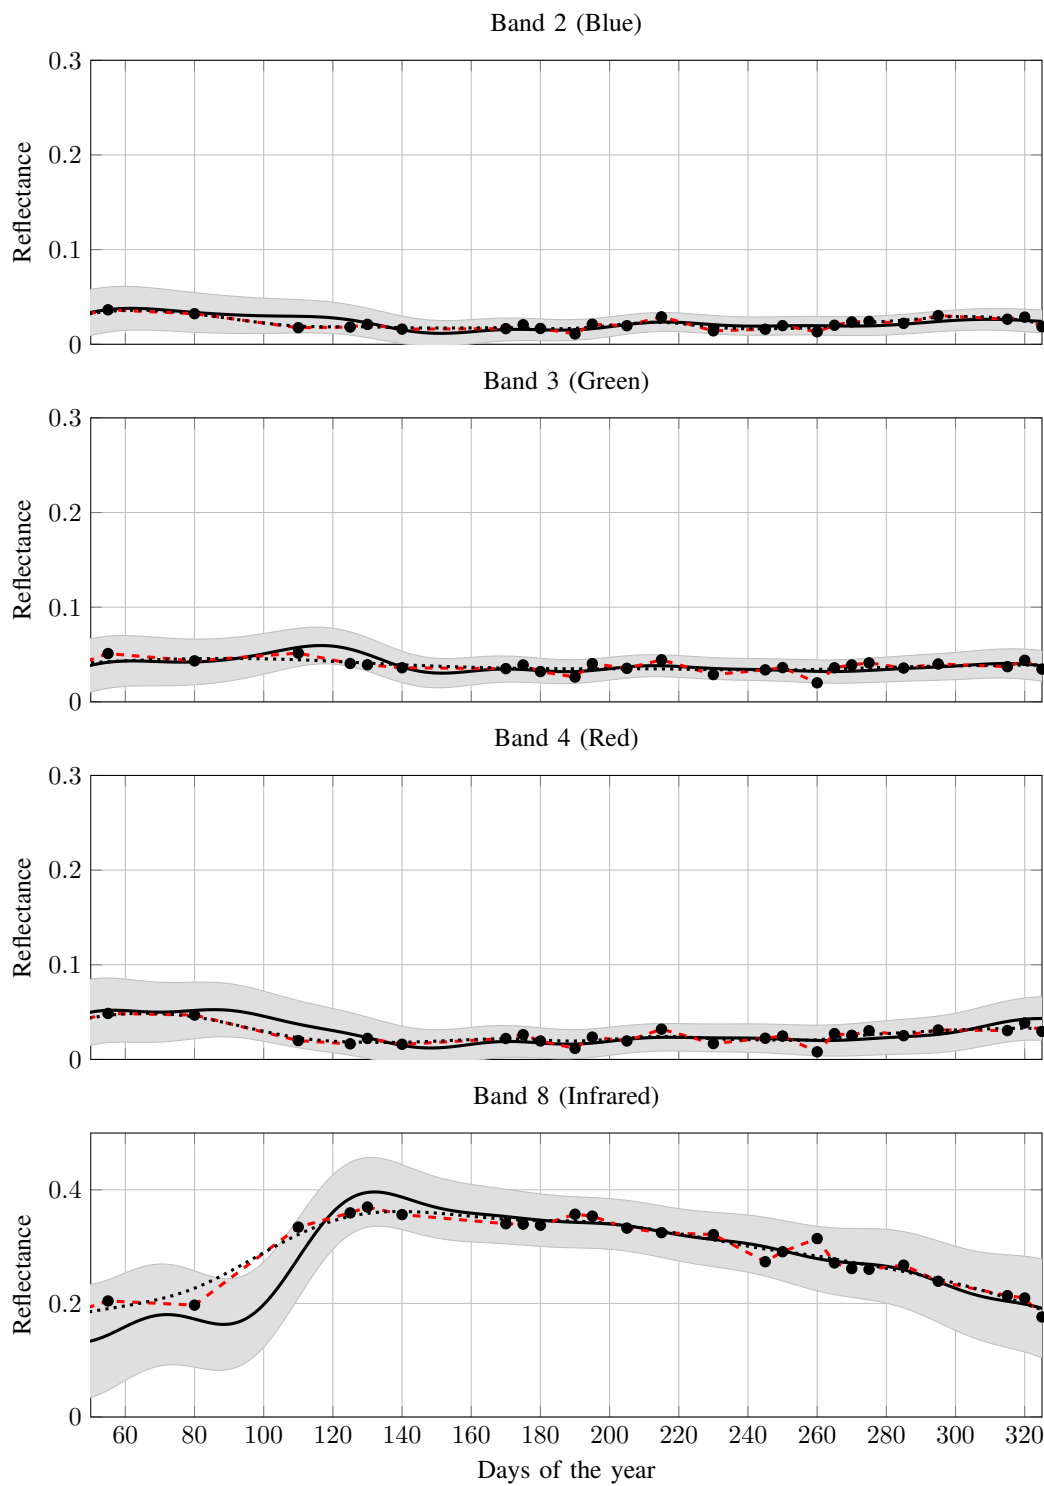 Band 2 (Blue)
0.3
0.2
0.1
0
Reflectance
Band 3 (Green)
0.3
0.2
0.1
0
Reflectance
Band 4 (Red)
0.3
0.2
0.1
0
Reflectance
Band 8 (Infrared)
0.4
0.2
0
Reflectance
60 80 100 120 140 160 180 200 220 240 260 280 300 320
Days of the year